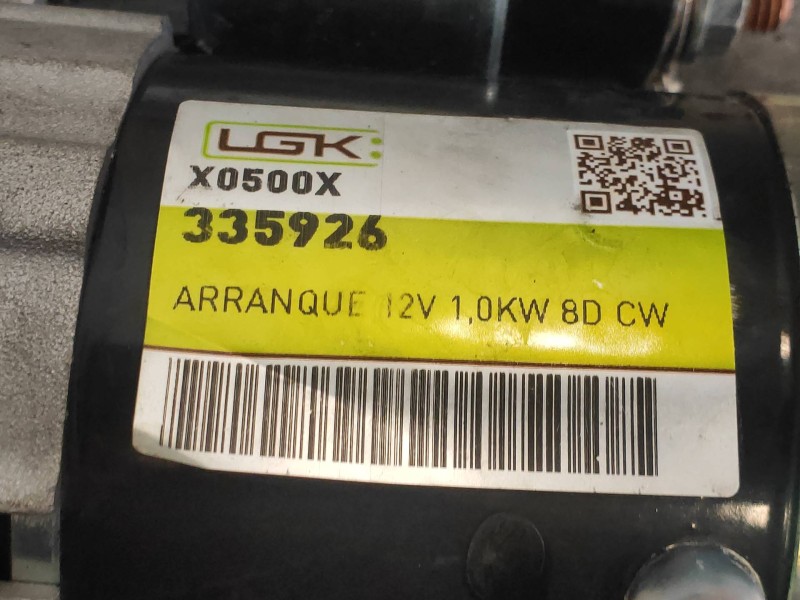 LGK
X0500X
335926
ARRANQUE 12V 1,0KW 8D CW